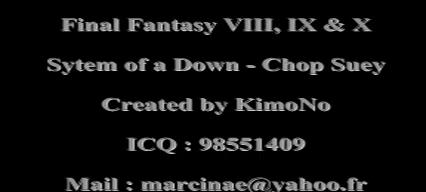 Final Fantasy VIII, IX & X
Sytem of a Down - Chop Suey
Created by KimoNo
ICQ : 98551409
Mail : marcinae@yahoo.fr